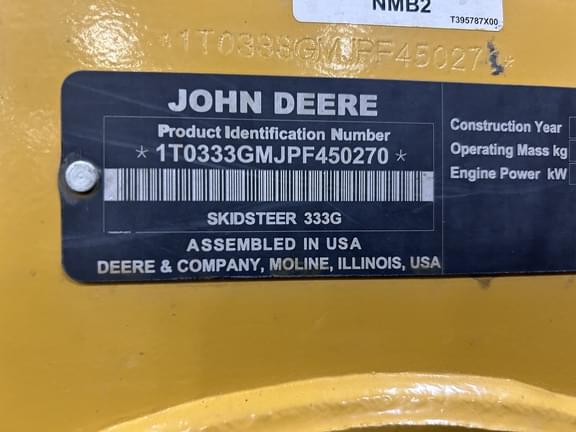 NMB2
T395787X00
*1T0333GMJPF450270*
JOHN DEERE
Product Identification Number
*1T0333GMJPF450270*
SKIDSTEER 333G
ASSEMBLED IN USA
DEERE & COMPANY, MOLINE, ILLINOIS, USA
Construction Year
Operating Mass kg
Engine Power kW